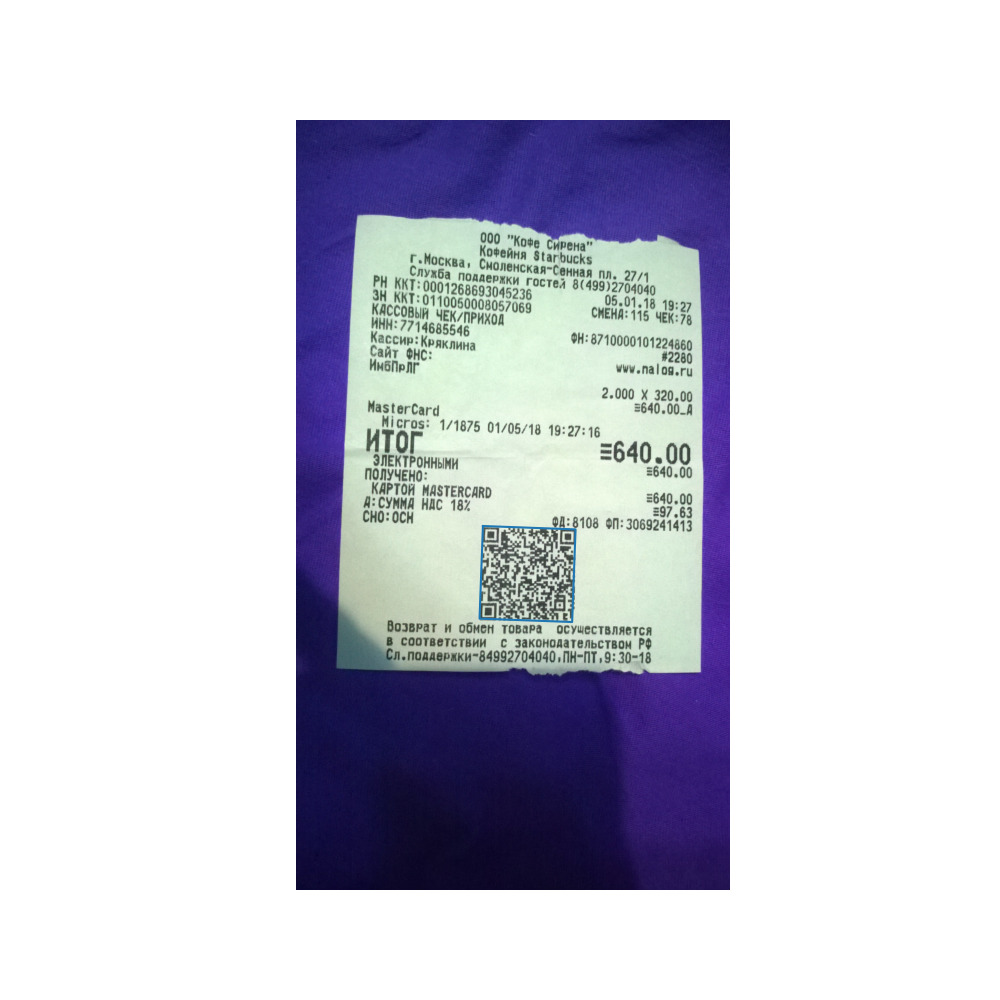 ООО "Кофе Сирена"
Кофейня Starbucks
г.Москва, Смоленская-Сенная пл. 27/1
Служба поддержки гостей 8(499)2704040
РН ККТ:0001268693045236 05.01.18 19:27
ЗН ККТ:0110050008057069 СМЕНА:115 ЧЕК:78
КАССОВЫЙ ЧЕК/ПРИХОД
ИНН:7714685546 ФН:8710000101224860
Кассир:Кряклина #2280
Сайт ФНС: www.nalog.ru
ИмбПрЛГ
2.000 X 320.00
≡640.00_А
MasterCard
Micros: 1/1875 01/05/18 19:27:16
ИТОГ ≡640.00
ЭЛЕКТРОННЫМИ ≡640.00
ПОЛУЧЕНО:
КАРТОЙ MASTERCARD ≡640.00
А:СУММА НДС 18% ≡97.63
СНО:ОСН ФД:8108 ФП:3069241413
Возврат и обмен товара осуществляется
в соответствии с законодательством РФ
Сл.поддержки-84992704040,ПН-ПТ,9:30-18